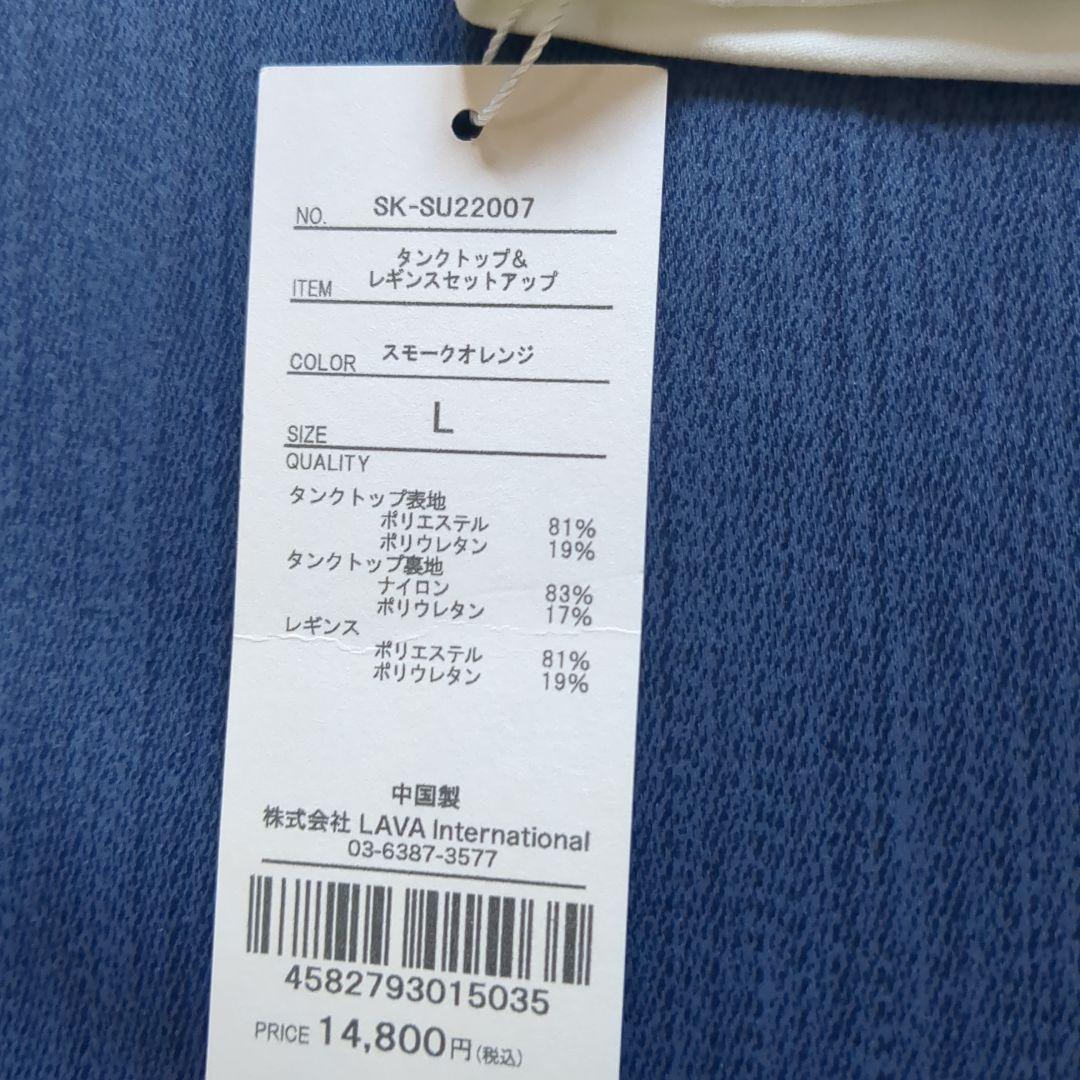 NO. SK-SU22007
タンクトップ&
レギンスセットアップ
ITEM
COLOR スモークオレンジ
SIZE L
QUALITY
タンクトップ表地
ポリエステル 81%
ポリウレタン 19%
タンクトップ裏地
ナイロン 83%
ポリウレタン 17%
レギンス
ポリエステル 81%
ポリウレタン 19%
中国製
株式会社 LAVA International
03-6387-3577
4582793015035
PRICE 14,800円(税込)